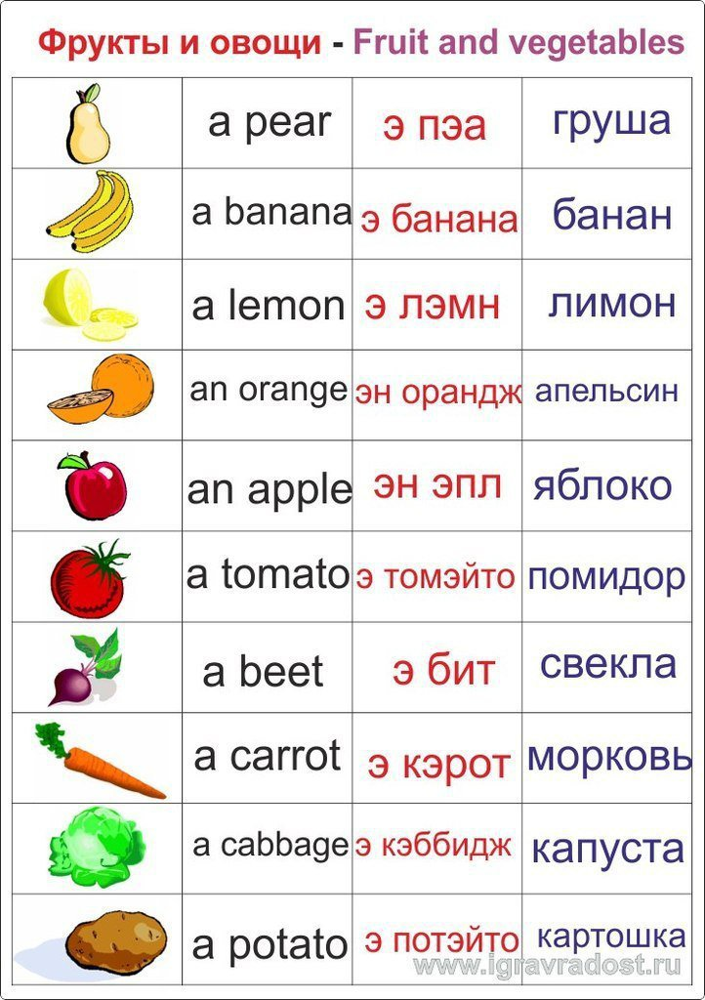 Фрукты и овощи - Fruit and vegetables
a pear э пэа груша
a banana э банана банан
a lemon э лэмн лимон
an orange эн орандж апельсин
an apple эн эпл яблоко
a tomato э томэйто помидор
a beet э бит свекла
a carrot э кэрот морковь
a cabbage э кэббидж капуста
a potato э потэйто картошка
www.igravradost.ru